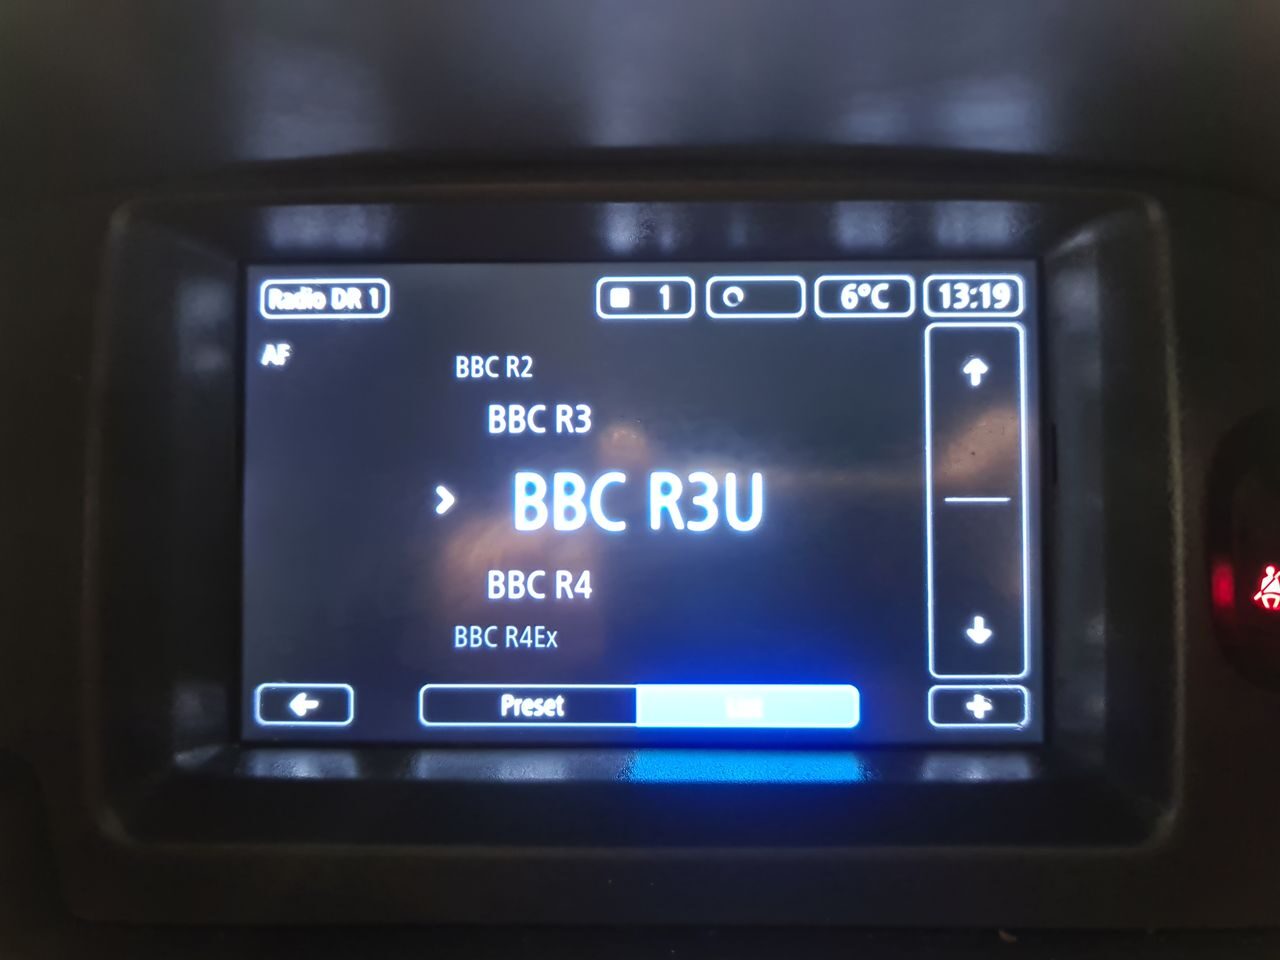 Radio DR 1
1
6°C
13:19
AF
BBC R2
BBC R3
BBC R3U
BBC R4
BBC R4Ex
Preset
List